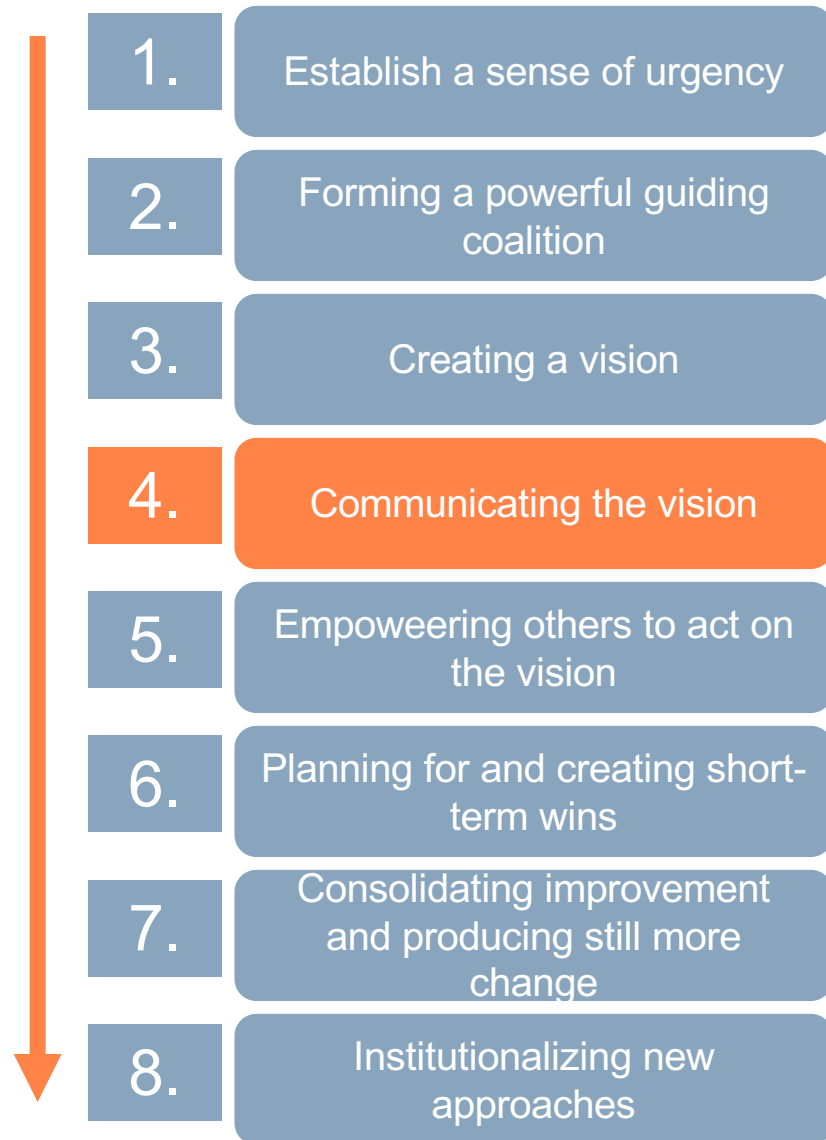 1.
Establish a sense of urgency
2.
Forming a powerful guiding
coalition
3.
Creating a vision
4.
Communicating the vision
5.
Empoweering others to act on
the vision
6.
Planning for and creating short-
term wins
7.
Consolidating improvement
and producing still more
change
8.
Institutionalizing new
approaches